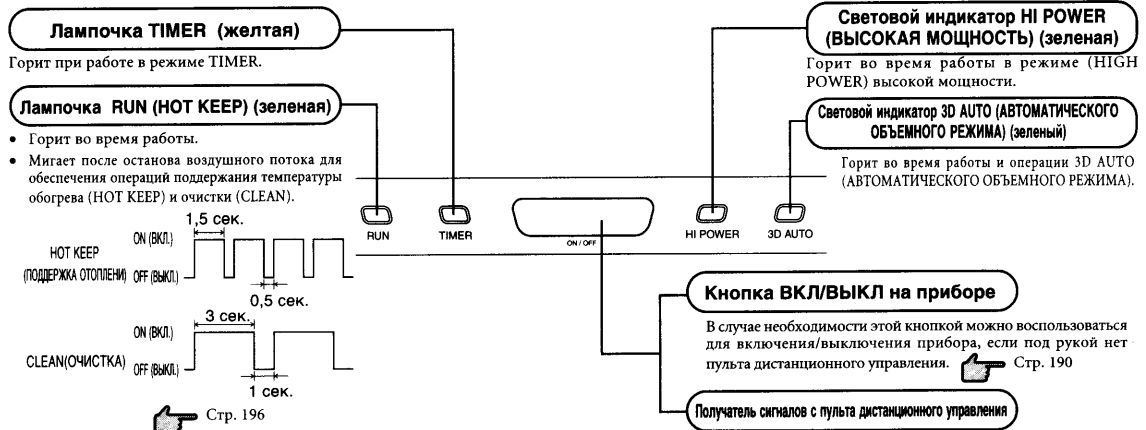 Лампочка TIMER (желтая)
Горит при работе в режиме TIMER.
Лампочка RUN (HOT KEEP) (зеленая)
• Горит во время работы.
• Мигает после останова воздушного потока для
обеспечения операций поддержания температуры
обогрева (HOT KEEP) и очистки (CLEAN).
1,5 сек.
ON (ВКЛ.)
HOT KEEP
(ПОДДЕРЖКА ОТОПЛЕНИ)
OFF (ВЫКЛ.)
0,5 сек.
3 сек.
ON (ВКЛ.)
CLEAN(ОЧИСТКА)
OFF (ВЫКЛ.)
1 сек.
Стр. 196
RUN
TIMER
ON / OFF
HI POWER
3D AUTO
Световой индикатор HI POWER
(ВЫСОКАЯ МОЩНОСТЬ) (зеленая)
Горит во время работы в режиме (HIGH
POWER) высокой мощности.
Световой индикатор 3D AUTO (АВТОМАТИЧЕСКОГО
ОБЪЕМНОГО РЕЖИМА) (зеленый)
Горит во время работы и операции 3D AUTO
(АВТОМАТИЧЕСКОГО ОБЪЕМНОГО РЕЖИМА).
Кнопка ВКЛ/ВЫКЛ на приборе
В случае необходимости этой кнопкой можно воспользоваться
для включения/выключения прибора, если под рукой нет
пульта дистанционного управления. Стр. 190
Получатель сигналов с пульта дистанционного управления